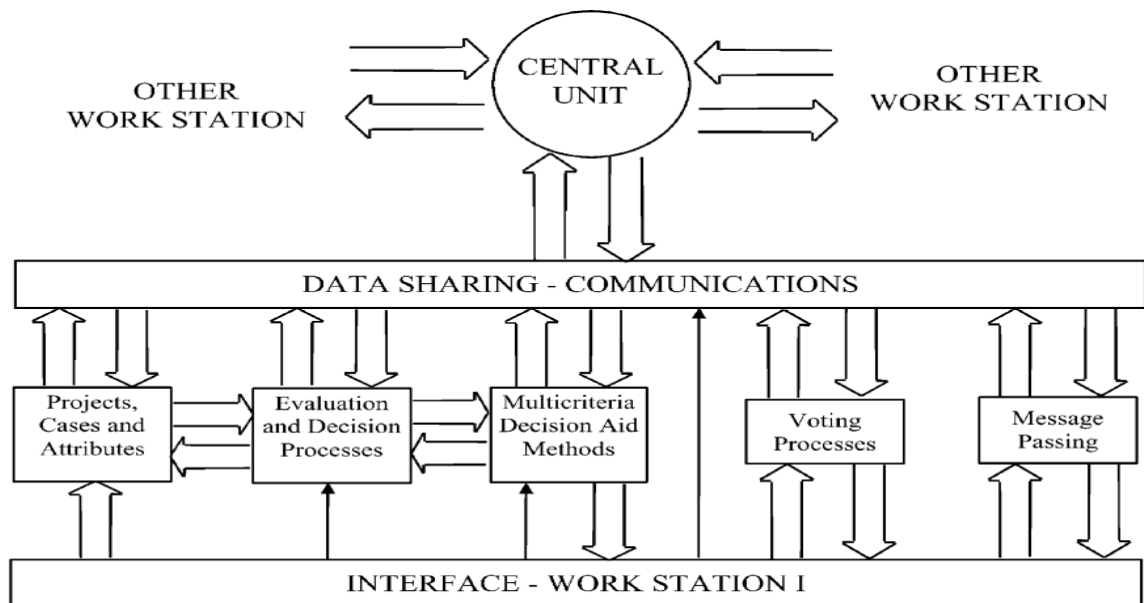 CENTRAL
UNIT
OTHER
WORK STATION
OTHER
WORK STATION
DATA SHARING - COMMUNICATIONS
Projects,
Cases and
Attributes
Evaluation
and Decision
Processes
Multicriteria
Decision Aid
Methods
Voting
Processes
Message
Passing
INTERFACE - WORK STATION I